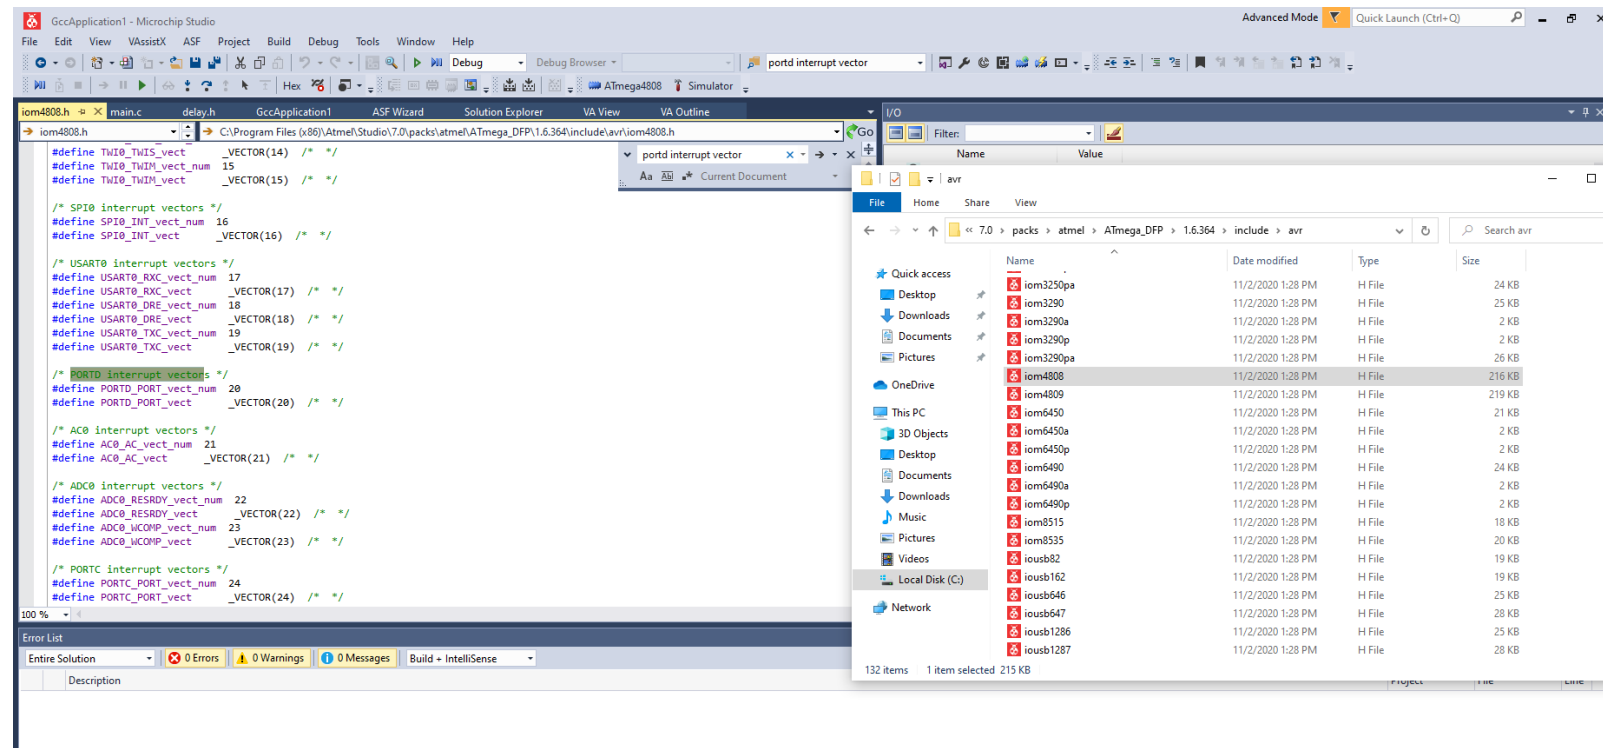 GccApplication1 - Microchip Studio
Advanced Mode
Quick Launch (Ctrl+Q)
File Edit View VAssistX ASF Project Build Debug Tools Window Help
Debug Debug Browser portd interrupt vector
Hex ATmega4808 Simulator
iom4808.h main.c delay.h GccApplication1 ASF Wizard Solution Explorer VA View VA Outline
iom4808.h C:\Program Files (x86)\Atmel\Studio\7.0\packs\atmel\ATmega_DFP\1.6.364\include\avr\iom4808.h Go
#define TWI0_TWIS_vect _VECTOR(14) /* */
#define TWI0_TWIM_vect_num 15
#define TWI0_TWIM_vect _VECTOR(15) /* */
/* SPI0 interrupt vectors */
#define SPI0_INT_vect_num 16
#define SPI0_INT_vect _VECTOR(16) /* */
/* USART0 interrupt vectors */
#define USART0_RXC_vect_num 17
#define USART0_RXC_vect _VECTOR(17) /* */
#define USART0_DRE_vect_num 18
#define USART0_DRE_vect _VECTOR(18) /* */
#define USART0_TXC_vect_num 19
#define USART0_TXC_vect _VECTOR(19) /* */
/* PORTD interrupt vectors */
#define PORTD_PORT_vect_num 20
#define PORTD_PORT_vect _VECTOR(20) /* */
/* AC0 interrupt vectors */
#define AC0_AC_vect_num 21
#define AC0_AC_vect _VECTOR(21) /* */
/* ADC0 interrupt vectors */
#define ADC0_RESRDY_vect_num 22
#define ADC0_RESRDY_vect _VECTOR(22) /* */
#define ADC0_WCOMP_vect_num 23
#define ADC0_WCOMP_vect _VECTOR(23) /* */
/* PORTC interrupt vectors */
#define PORTC_PORT_vect_num 24
#define PORTC_PORT_vect _VECTOR(24) /* */
100 %
portd interrupt vector
Aa Abl Current Document
Error List
Entire Solution 0 Errors 0 Warnings 0 Messages Build + IntelliSense
Description Project File Line
I/O
Filter:
Name Value
avr
File Home Share View
« 7.0 › packs › atmel › ATmega_DFP › 1.6.364 › include › avr
Search avr
Quick access
Desktop
Downloads
Documents
Pictures
OneDrive
This PC
3D Objects
Desktop
Documents
Downloads
Music
Pictures
Videos
Local Disk (C:)
Network
Name Date modified Type Size
iom3250pa 11/2/2020 1:28 PM H File 24 KB
iom3290 11/2/2020 1:28 PM H File 25 KB
iom3290a 11/2/2020 1:28 PM H File 2 KB
iom3290p 11/2/2020 1:28 PM H File 2 KB
iom3290pa 11/2/2020 1:28 PM H File 26 KB
iom4808 11/2/2020 1:28 PM H File 216 KB
iom4809 11/2/2020 1:28 PM H File 219 KB
iom6450 11/2/2020 1:28 PM H File 21 KB
iom6450a 11/2/2020 1:28 PM H File 2 KB
iom6450p 11/2/2020 1:28 PM H File 2 KB
iom6490 11/2/2020 1:28 PM H File 24 KB
iom6490a 11/2/2020 1:28 PM H File 2 KB
iom6490p 11/2/2020 1:28 PM H File 2 KB
iom8515 11/2/2020 1:28 PM H File 18 KB
iom8535 11/2/2020 1:28 PM H File 20 KB
iousb82 11/2/2020 1:28 PM H File 19 KB
iousb162 11/2/2020 1:28 PM H File 19 KB
iousb646 11/2/2020 1:28 PM H File 25 KB
iousb647 11/2/2020 1:28 PM H File 28 KB
iousb1286 11/2/2020 1:28 PM H File 25 KB
iousb1287 11/2/2020 1:28 PM H File 28 KB
132 items 1 item selected 215 KB